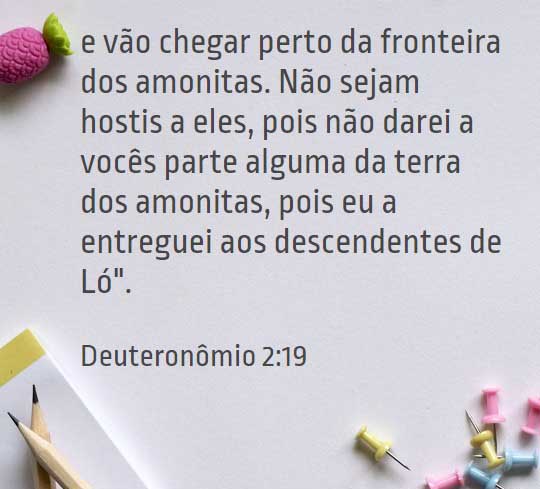 e vão chegar perto da fronteira
dos amonitas. Não sejam
hostis a eles, pois não darei a
vocês parte alguma da terra
dos amonitas, pois eu a
entreguei aos descendentes de
Ló".
Deuteronômio 2:19